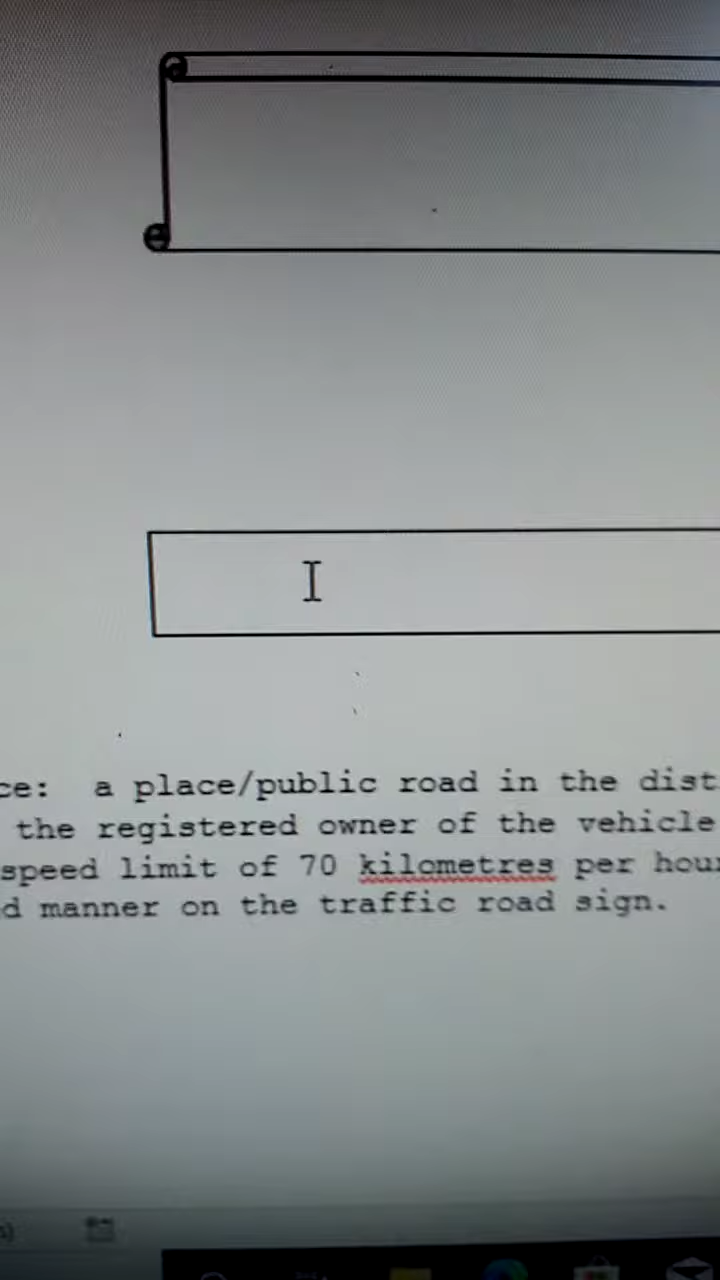 ce: a place/public road in the dist
the registered owner of the vehicle
speed limit of 70 kilometres per hour
d manner on the traffic road sign.